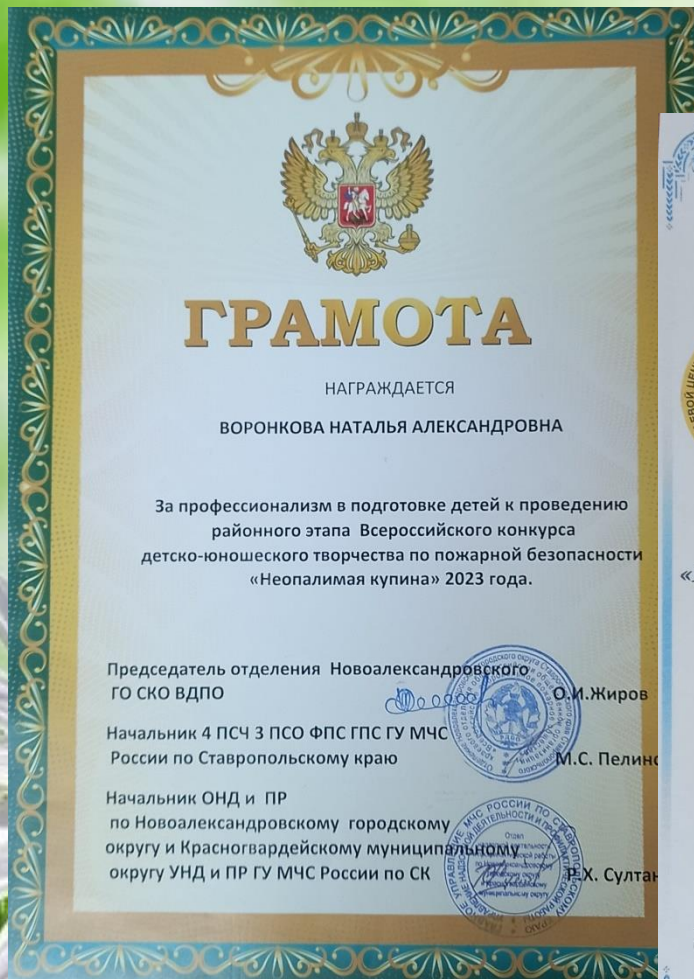 ГРАМОТА
НАГРАЖДАЕТСЯ
ВОРОНКОВА НАТАЛЬЯ АЛЕКСАНДРОВНА
За профессионализм в подготовке детей к проведению
районного этапа Всероссийского конкурса
детско-юношеского творчества по пожарной безопасности
«Неопалимая купина» 2023 года.
Председатель отделения Новоалександровского
ГО СКО ВДПО
О.И.Жиров
Начальник 4 ПСЧ 3 ПСО ФПС ГПС ГУ МЧС
России по Ставропольскому краю
М.С.
Начальник ОНД и ПР
по Новоалександровскому городскому
округу и Красногвардейскому муниципальному
округу УНД и ПР ГУ МЧС России по СК
Р.Х.